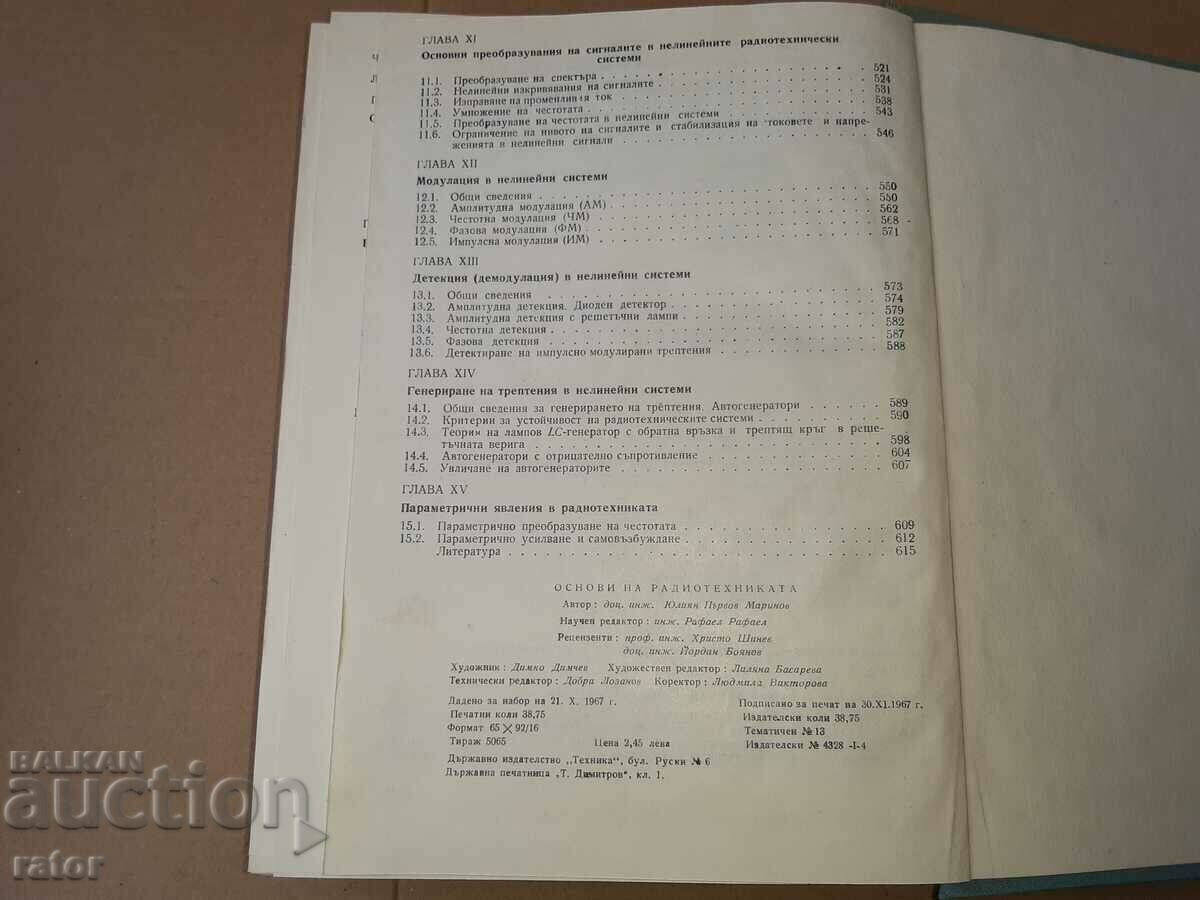 ГЛАВА XI
Основни преобразувания на сигналите в нелинейните радиотехнически
системи
11.1. Преобразуване на спектъра . . . . . . 521
11.2. Нелинейни изкривявания на сигналите . . . . . . 524
11.3. Изправяне на променливия ток . . . . . . 531
11.4. Умножение на честотата . . . . . . 538
11.5. Преобразуване на честотата в нелинейни системи . . . . . . 543
11.6. Ограничение на нивото на сигналите и стабилизация на токовете и напре-
женията в нелинейни сигнали . . . . . . 546
ГЛАВА XII
Модулация в нелинейни системи
12.1. Общи сведения . . . . . . 550
12.2. Амплитудна модулация (АМ) . . . . . . 550
12.3. Честотна модулация (ЧМ) . . . . . . 562
12.4. Фазова модулация (ФМ) . . . . . . 568
12.5. Импулсна модулация (ИМ) . . . . . . 571
ГЛАВА XIII
Детекция (демодулация) в нелинейни системи
13.1. Общи сведения . . . . . . 573
13.2. Амплитудна детекция. Диоден детектор . . . . . . 574
13.3. Амплитудна детекция с решетъчни лампи . . . . . . 579
13.4. Честотна детекция . . . . . . 582
13.5. Фазова детекция . . . . . . 587
13.6. Детектиране на импулсно модулирани трептения . . . . . . 588
ГЛАВА XIV
Генериране на трептения в нелинейни системи
14.1. Общи сведения за генерирането на трептения. Автогенератори . . . . . . 589
14.2. Критерии за устойчивост на радиотехническите системи . . . . . . 590
14.3. Теория на лампов LC-генератор с обратна връзка и трептящ кръг в реше-
тъчната верига . . . . . . 598
14.4. Автогенератори с отрицателно съпротивление . . . . . . 604
14.5. Увличане на автогенераторите . . . . . . 607
ГЛАВА XV
Параметрични явления в радиотехниката
15.1. Параметрично преобразуване на честотата . . . . . . 609
15.2. Параметрично усилване и самовъзбуждане . . . . . . 612
Литература . . . . . . 615
ОСНОВИ НА РАДИОТЕХНИКАТА
Автор: доц. инж. Юлиян Първов Маринов
Научен редактор: инж. Рафаел Рафаел
Рецензенти: проф. инж. Христо Шинев
доц. инж. Йордан Боянов
Художник: Димко Димчев Художествен редактор: Лиляна Басарева
Технически редактор: Добра Лозанов Коректор: Людмила Викторова
Дадено за набор на 21. X. 1967 г. Подписано за печат на 30.XI.1967 г.
Печатни коли 38,75 Издателски коли 38,75
Формат 65 X 92/16 Тематичен № 13
Тираж 5065 Цена 2,45 лева Издателски № 4328 -I-4
Държавно издателство „Техника“, бул. Руски № 6
Държавна печатница „Т. Димитров“, кл. 1.
BALKAN
auction
rator